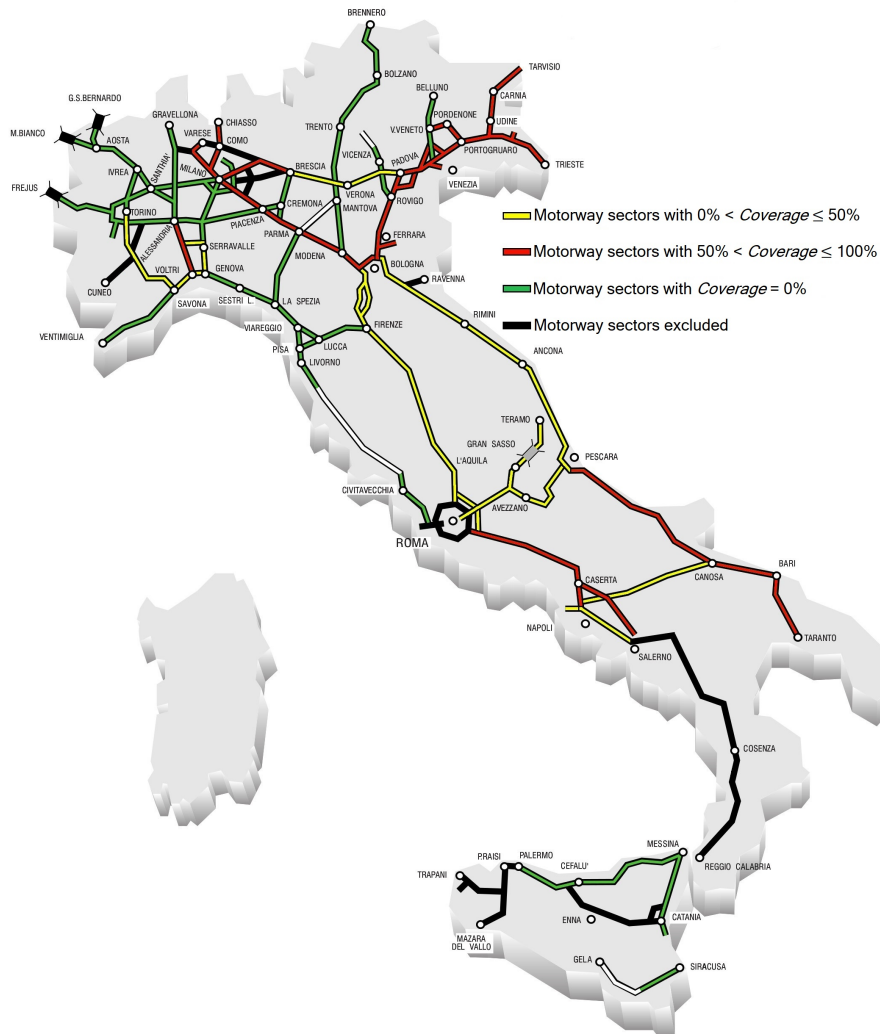 BRENNERO
TARVISIO
BOLZANO
BELLUNO
G.S.BERNARDO
CARNIA
GRAVELLONA
CHIASSO
PORDENONE
M.BIANCO
VARESE
COMO
TRENTO
V.VENETO
UDINE
AOSTA
VICENZA
PORTOGRUARO
IVREA
SANTHIA'
MILANO
BRESCIA
PADOVA
TRIESTE
FREJUS
VENEZIA
VERONA
TORINO
CREMONA
MANTOVA
ROVIGO
PIACENZA
ALESSANDRIA
PARMA
FERRARA
SERRAVALLE
MODENA
BOLOGNA
VOLTRI
GENOVA
RAVENNA
CUNEO
SAVONA
SESTRI L.
LA SPEZIA
RIMINI
VENTIMIGLIA
VIAREGGIO
FIRENZE
PISA
LUCCA
ANCONA
LIVORNO
Motorway sectors with 0% < Coverage ≤ 50%
Motorway sectors with 50% < Coverage ≤ 100%
Motorway sectors with Coverage = 0%
Motorway sectors excluded
TERAMO
GRAN SASSO
L'AQUILA
PESCARA
CIVITAVECCHIA
AVEZZANO
ROMA
CASERTA
CANOSA
BARI
NAPOLI
TARANTO
SALERNO
COSENZA
MESSINA
REGGIO CALABRIA
P.RAISI
PALERMO
CEFALU'
TRAPANI
ENNA
CATANIA
MAZARA
DEL VALLO
GELA
SIRACUSA